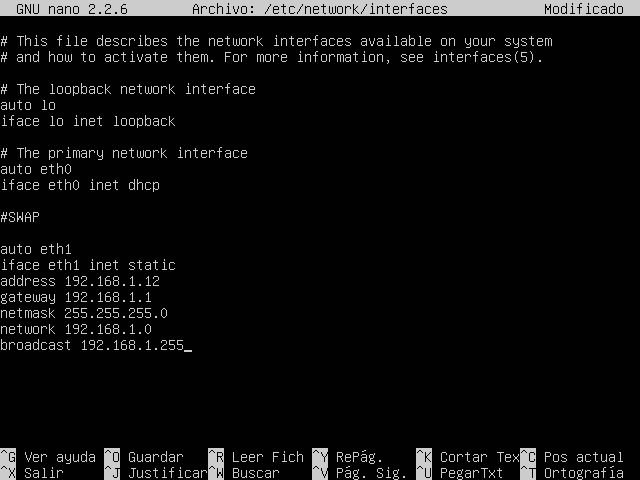 GNU nano 2.2.6 Archivo: /etc/network/interfaces Modificado
# This file describes the network interfaces available on your system
# and how to activate them. For more information, see interfaces(5).
# The loopback network interface
auto lo
iface lo inet loopback
# The primary network interface
auto eth0
iface eth0 inet dhcp
#SWAP
auto eth1
iface eth1 inet static
address 192.168.1.12
gateway 192.168.1.1
netmask 255.255.255.0
network 192.168.1.0
broadcast 192.168.1.255_
^G Ver ayuda ^O Guardar ^R Leer Fich ^Y RePág. ^K Cortar Tex^C Pos actual
^X Salir ^J Justificar^W Buscar ^V Pág. Sig. ^U PegarTxt ^T Ortografía